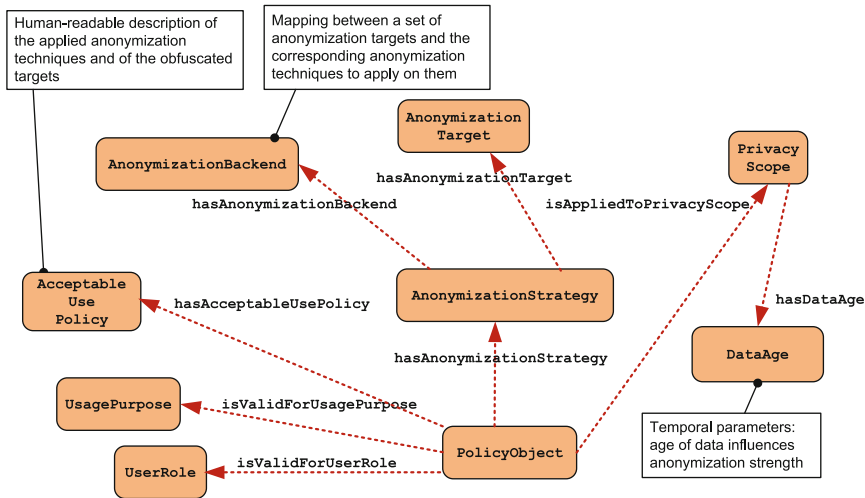 Human-readable description of
the applied anonymization
techniques and of the obfuscated
targets
Mapping between a set of
anonymization targets and the
corresponding anonymization
techniques to apply on them
Anonymization
Target
AnonymizationBackend
Privacy
Scope
hasAnonymizationTarget
hasAnonymizationBackend
isAppliedToPrivacyScope
Acceptable
Use
Policy
hasAcceptableUsePolicy
AnonymizationStrategy
hasDataAge
hasAnonymizationStrategy
DataAge
UsagePurpose
isValidForUsagePurpose
Temporal parameters:
age of data influences
anonymization strength
PolicyObject
UserRole
isValidForUserRole